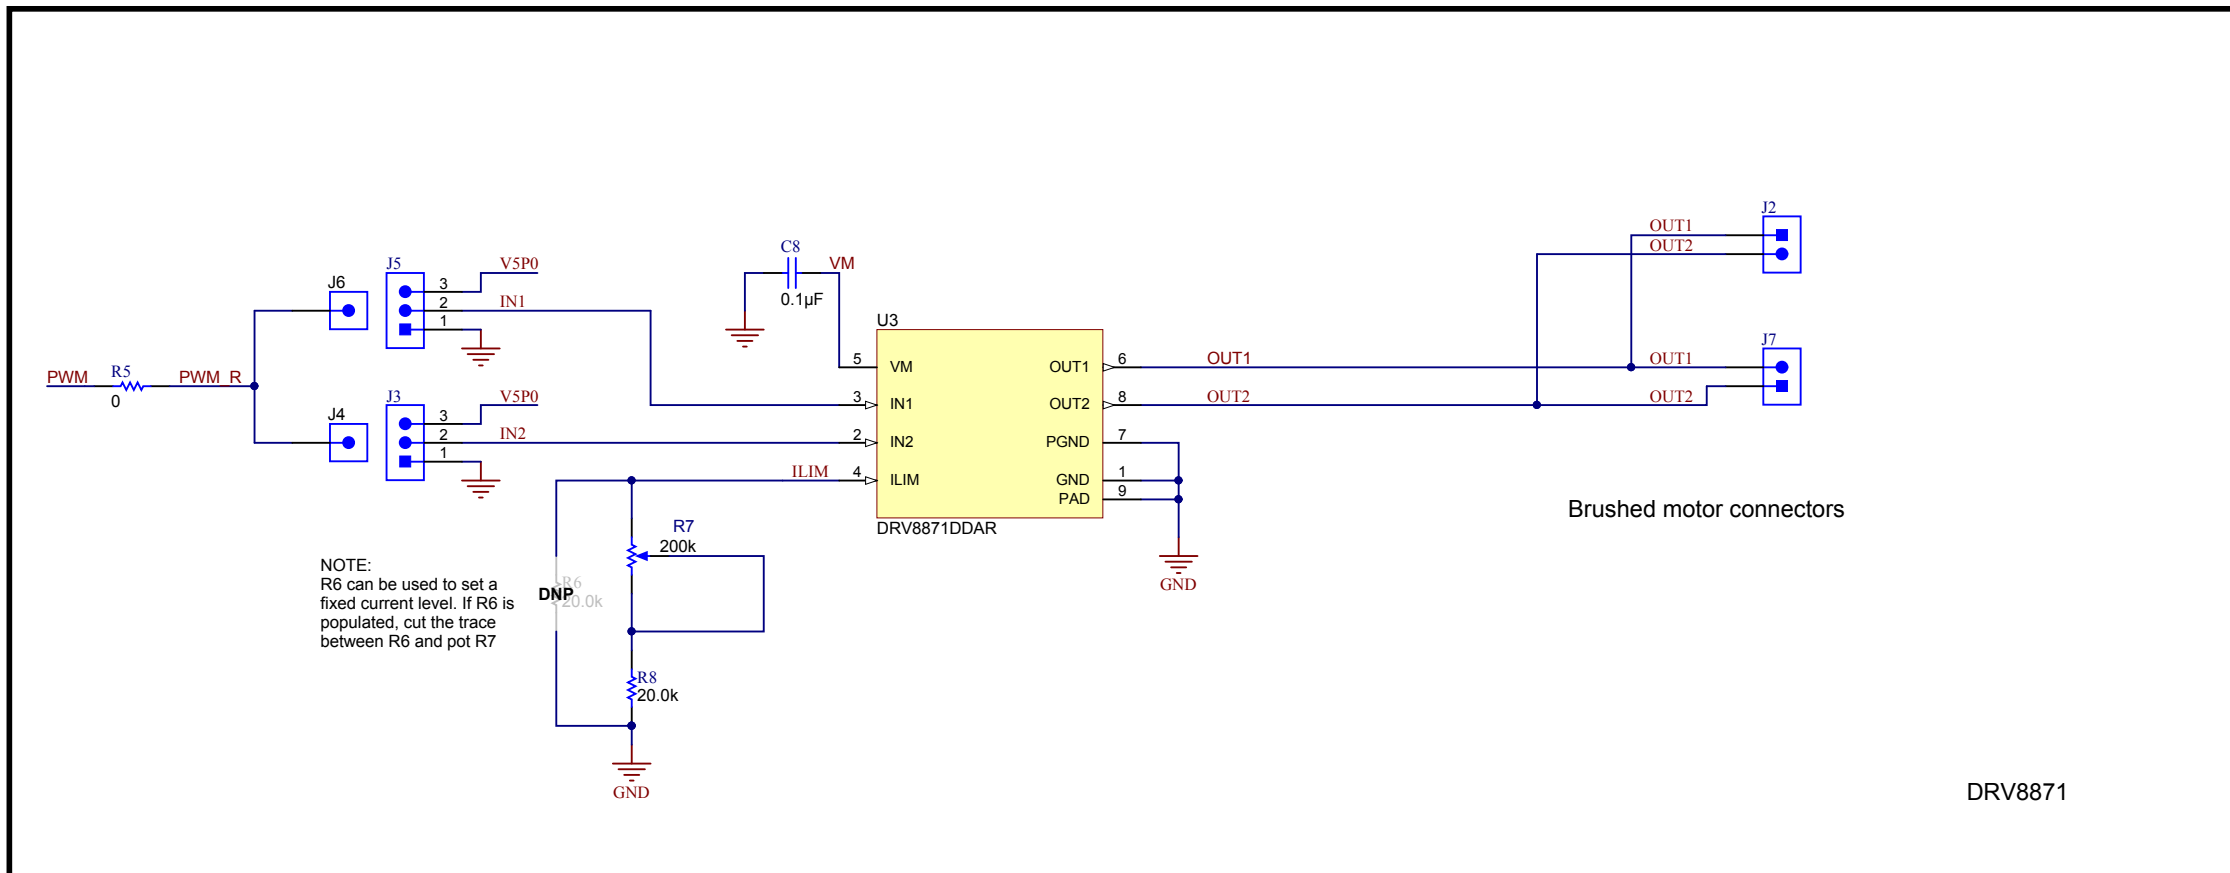 PWM
R5
0
PWM_R
J6
J5
3
2
1
V5P0
IN1
J4
J3
3
2
1
V5P0
IN2
C8
0.1µF
VM
U3
5
VM
3
IN1
2
IN2
ILIM
4
ILIM
OUT1
6
OUT2
8
PGND
7
GND
1
PAD
9
DRV8871DDAR
GND
OUT1
OUT2
J2
OUT1
OUT2
J7
OUT1
OUT2
Brushed motor connectors
R7
200k
NOTE:
R6 can be used to set a
fixed current level. If R6 is
populated, cut the trace
between R6 and pot R7
R6
DNP
20.0k
R8
20.0k
GND
DRV8871